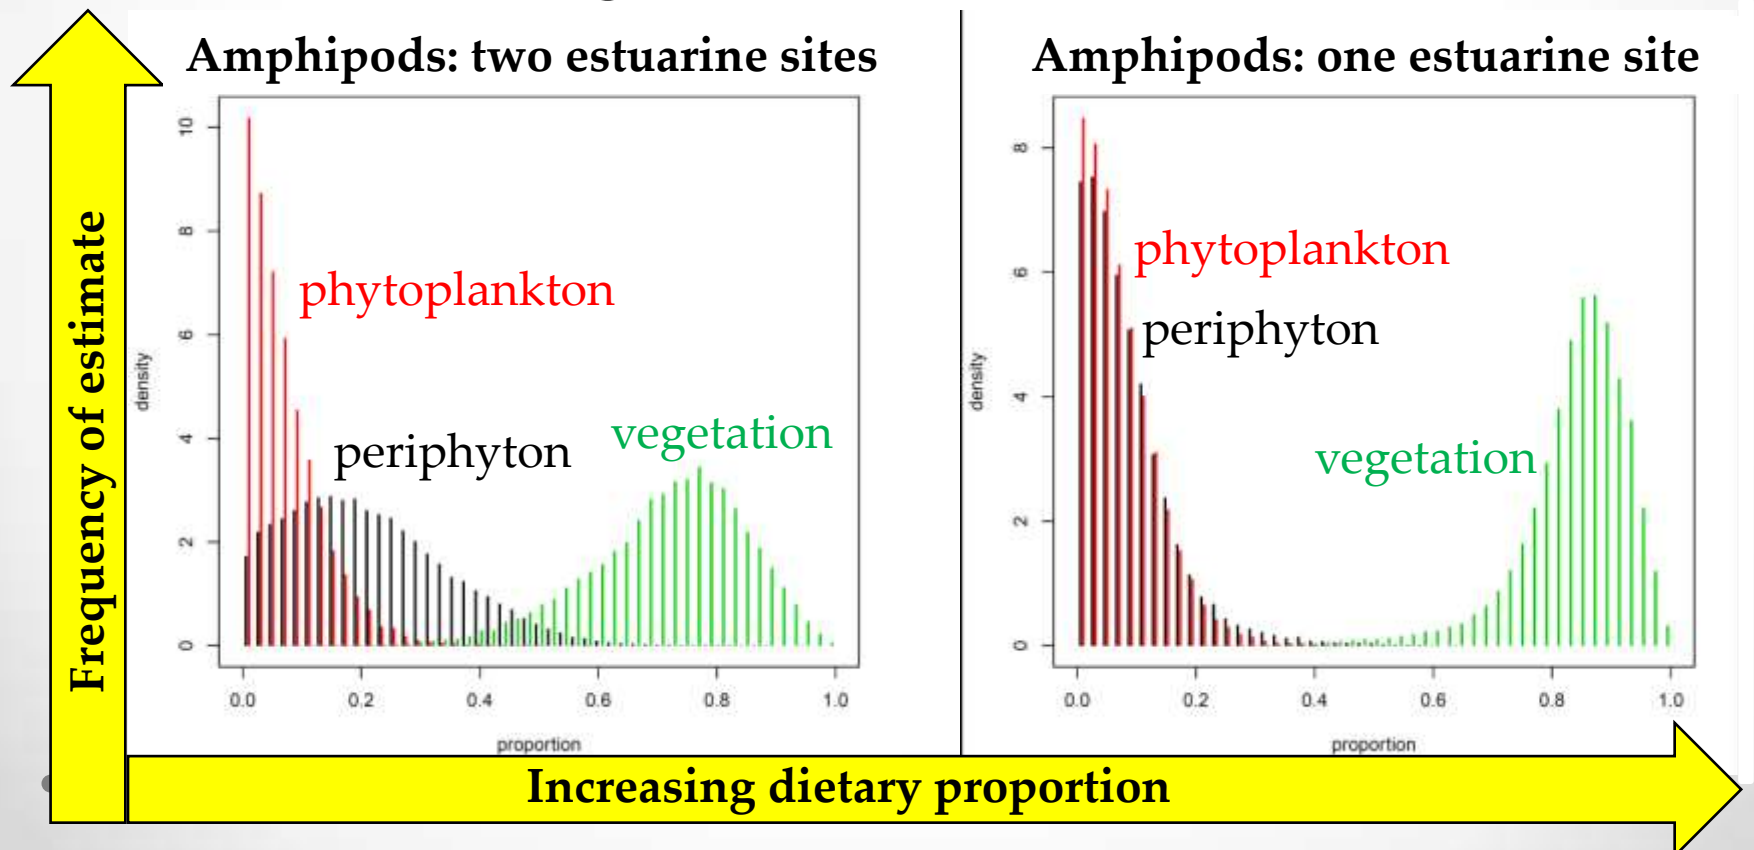 Amphipods: two estuarine sites
Amphipods: one estuarine site
Frequency of estimate
density
10
8
6
4
2
0
phytoplankton
periphyton
vegetation
0.0 0.2 0.4 0.6 0.8 1.0
proportion
density
8
6
4
2
0
phytoplankton
periphyton
vegetation
0.0 0.2 0.4 0.6 0.8 1.0
proportion
Increasing dietary proportion